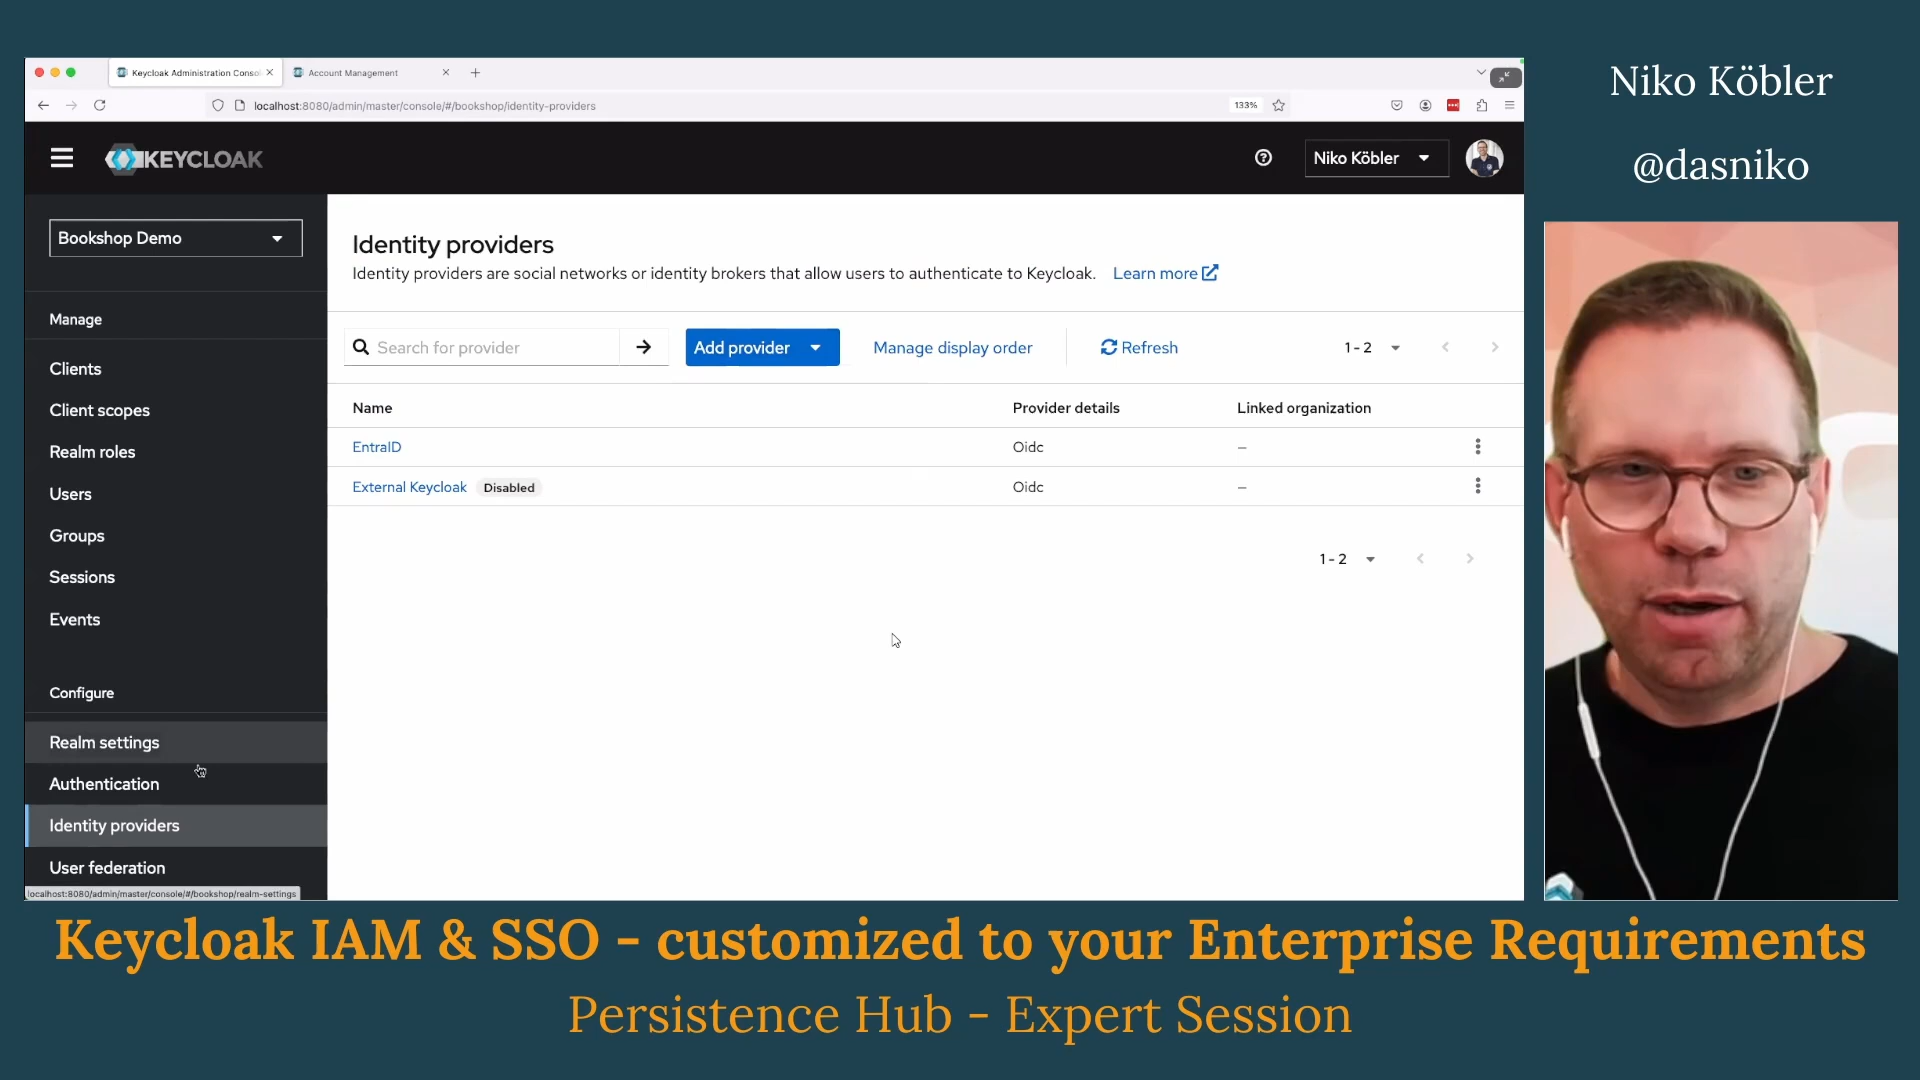 Keycloak Administration Consol
Account Management
localhost:8080/admin/master/console/#/bookshop/identity-providers
133%
KEYCLOAK
Niko Köbler
Bookshop Demo
Manage
Clients
Client scopes
Realm roles
Users
Groups
Sessions
Events
Configure
Realm settings
Authentication
Identity providers
User federation
localhost:8080/admin/master/console/#/bookshop/realm-settings
Identity providers
Identity providers are social networks or identity brokers that allow users to authenticate to Keycloak. Learn more
Search for provider
Add provider
Manage display order
Refresh
1 - 2
Name Provider details Linked organization
EntraID Oidc –
External Keycloak Disabled Oidc –
1 - 2
Niko Köbler
@dasniko
Keycloak IAM & SSO - customized to your Enterprise Requirements
Persistence Hub - Expert Session